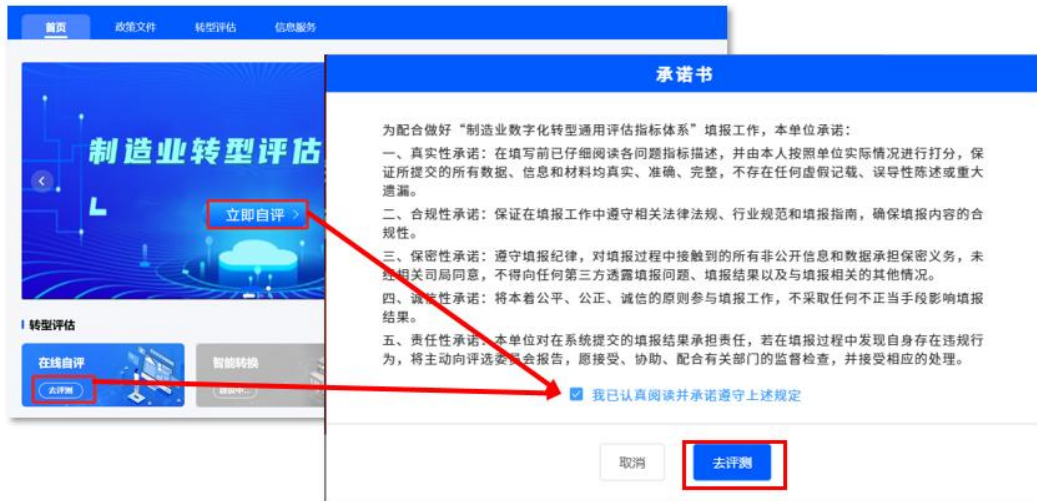 首页 政策文件 转型评估 信息服务
制造业转型评估
立即自评 >
转型评估
在线自评
去评测
智能转换
承诺书
为配合做好“制造业数字化转型通用评估指标体系”填报工作，本单位承诺：
一、真实性承诺：在填写前已仔细阅读各问题指标描述，并由本人按照单位实际情况进行打分，保
证所提交的所有数据、信息和材料均真实、准确、完整，不存在任何虚假记载、误导性陈述或重大
遗漏。
二、合规性承诺：保证在填报工作中遵守相关法律法规、行业规范和填报指南，确保填报内容的合
规性。
三、保密性承诺：遵守填报纪律，对填报过程中接触到的所有非公开信息和数据承担保密义务，未
经相关司局同意，不得向任何第三方透露填报问题、填报结果以及与填报相关的其他情况。
四、诚信性承诺：将本着公平、公正、诚信的原则参与填报工作，不采取任何不正当手段影响填报
结果。
五、责任性承诺：本单位对在系统提交的填报结果承担责任，若在填报过程中发现自身存在违规行
为，将主动向评选委员会报告，愿接受、协助、配合有关部门的监督检查，并接受相应的处理。
我已认真阅读并承诺遵守上述规定
取消 去评测